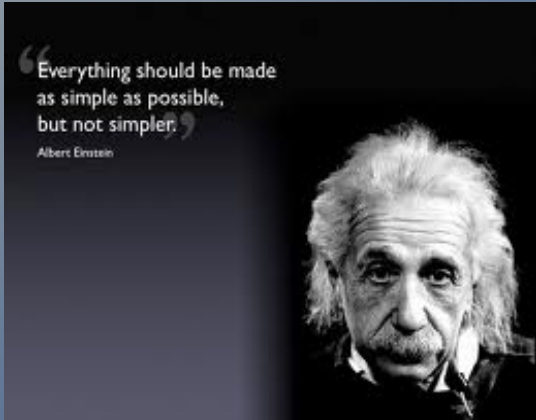 “Everything should be made
as simple as possible,
but not simpler.”
Albert Einstein